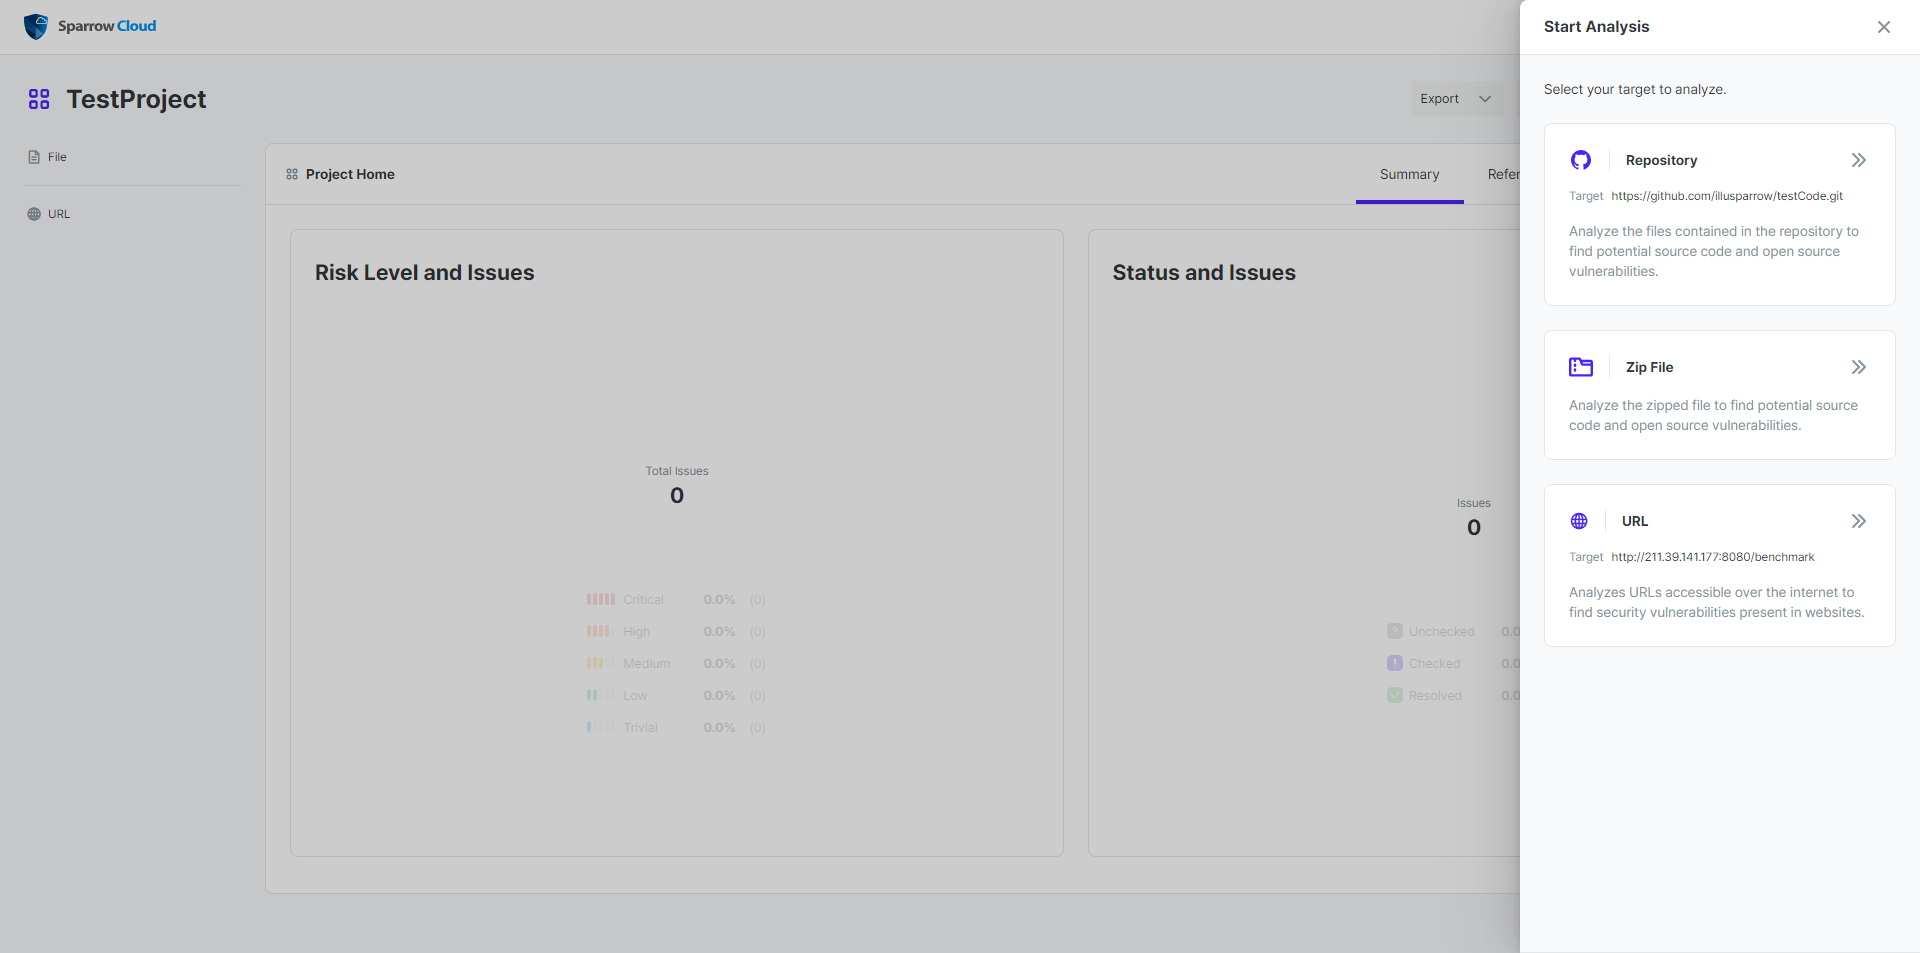 Sparrow Cloud
TestProject
Export
File
URL
Project Home
Summary
Refer
Risk Level and Issues
Total Issues
0
Critical 0.0% (0)
High 0.0% (0)
Medium 0.0% (0)
Low 0.0% (0)
Trivial 0.0% (0)
Status and Issues
Issues
0
Unchecked 0.0
Checked 0.0
Resolved 0.0
Start Analysis
Select your target to analyze.
Repository
Target https://github.com/illusparrow/testCode.git
Analyze the files contained in the repository to
find potential source code and open source
vulnerabilities.
Zip File
Analyze the zipped file to find potential source
code and open source vulnerabilities.
URL
Target http://211.39.141.177:8080/benchmark
Analyzes URLs accessible over the internet to
find security vulnerabilities present in websites.